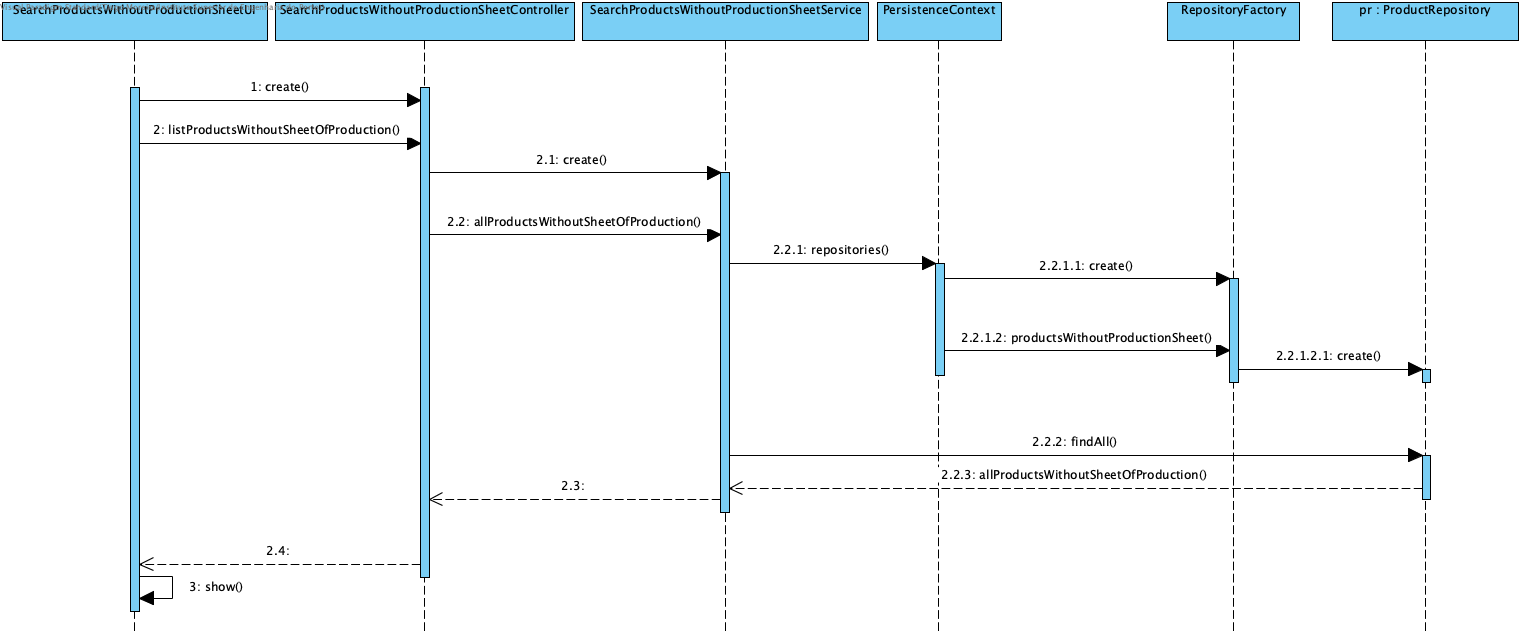 SearchProductsWithoutProductionSheetUI
SearchProductsWithoutProductionSheetController
SearchProductsWithoutProductionSheetService
PersistenceContext
RepositoryFactory
pr : ProductRepository
1: create()
2: listProductsWithoutSheetOfProduction()
2.1: create()
2.2: allProductsWithoutSheetOfProduction()
2.2.1: repositories()
2.2.1.1: create()
2.2.1.2: productsWithoutProductionSheet()
2.2.1.2.1: create()
2.2.2: findAll()
2.2.3: allProductsWithoutSheetOfProduction()
2.3:
2.4:
3: show()